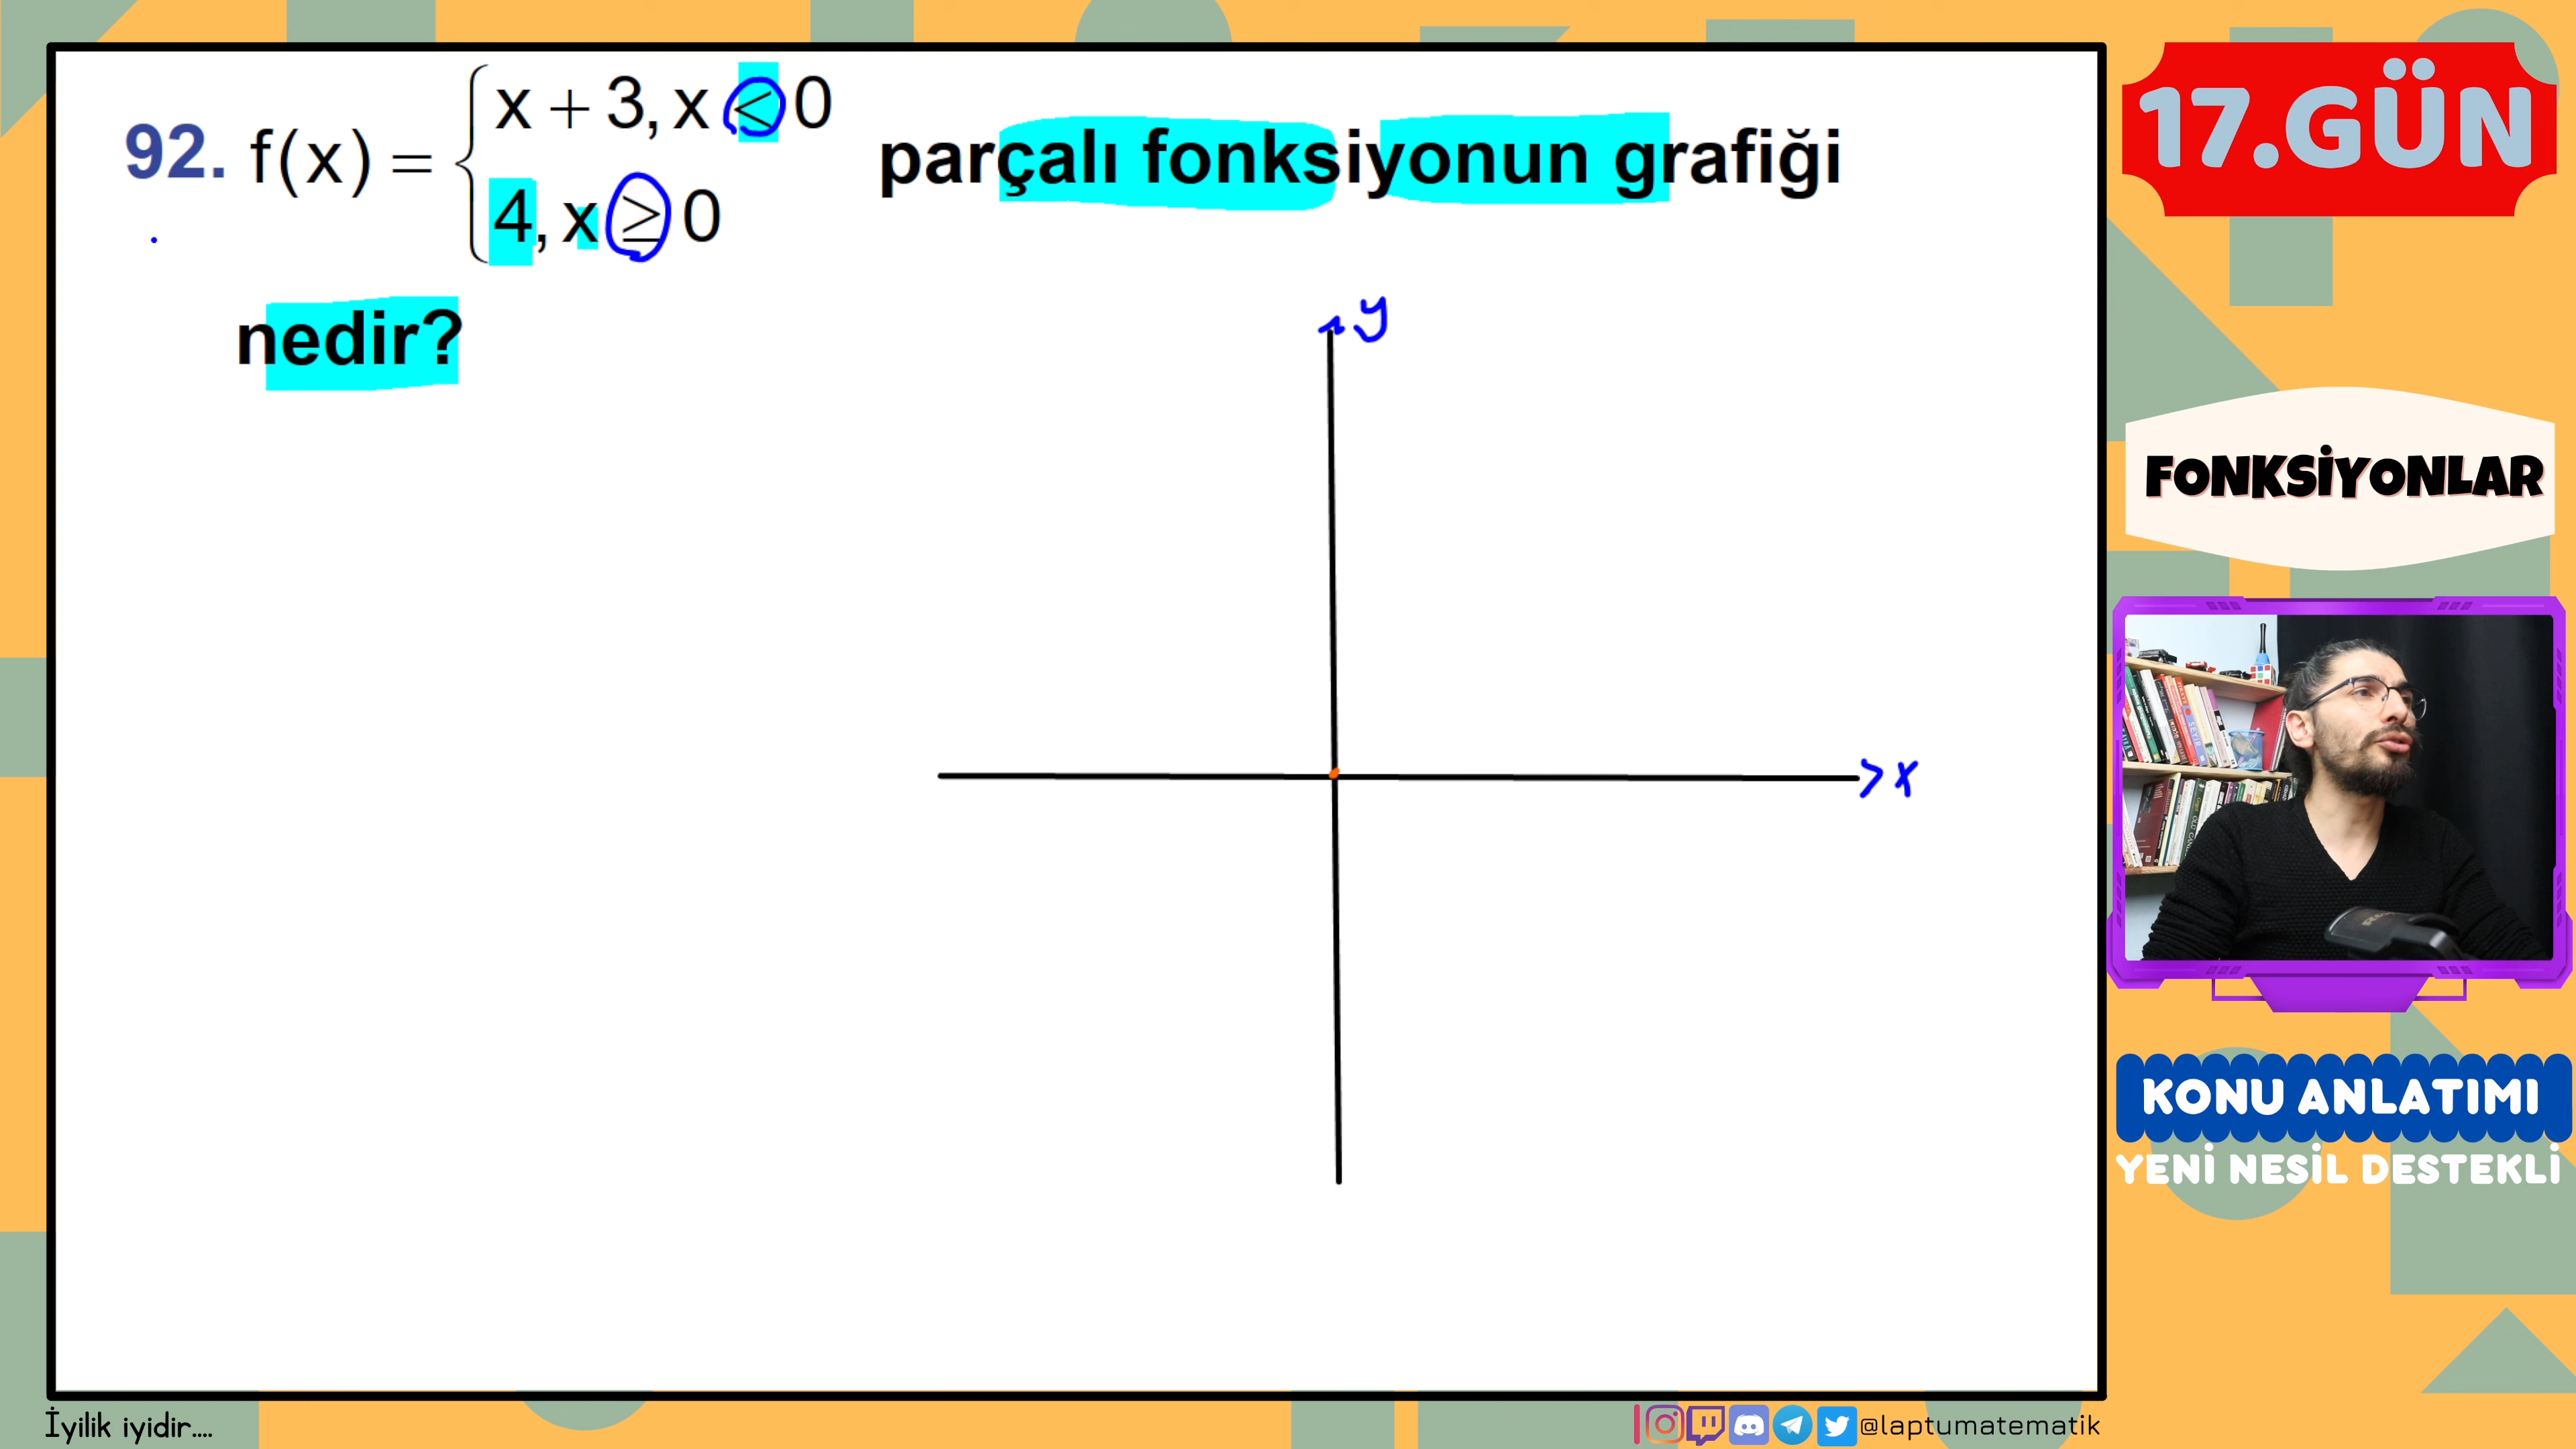 92. f(x) = { x + 3, x < 0
4, x ≥ 0
parçalı fonksiyonun grafiği
nedir?
y
x
17.GÜN
FONKSİYONLAR
KONU ANLATIMI
YENİ NESİL DESTEKLİ
İyilik iyidir....
@laptumatematik